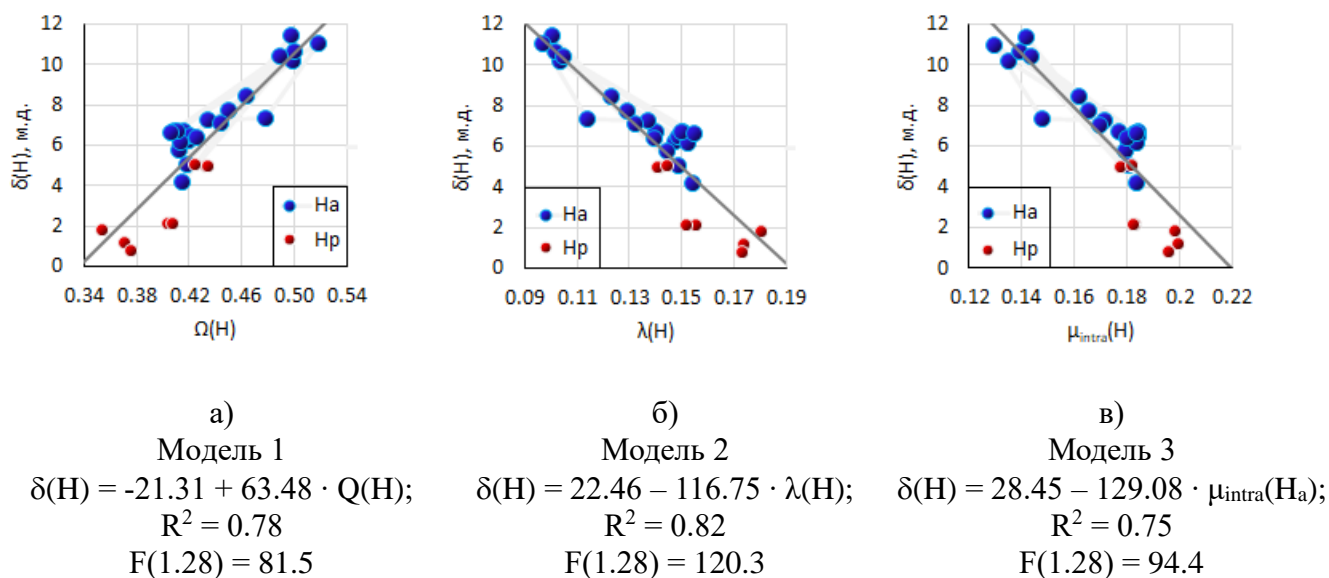 12
10
8
6
4
2
0
δ(H), м.д.
Ha
Hp
0.34 0.38 0.42 0.46 0.50 0.54
Ω(H)
12
10
8
6
4
2
0
δ(H), м.д.
Ha
Hp
0.09 0.11 0.13 0.15 0.17 0.19
λ(H)
12
10
8
6
4
2
0
δ(H), м.д.
Ha
Hp
0.12 0.14 0.16 0.18 0.2 0.22
μintra(H)
а)
Модель 1
δ(H) = -21.31 + 63.48 · Q(H);
R² = 0.78
F(1.28) = 81.5
б)
Модель 2
δ(H) = 22.46 – 116.75 · λ(H);
R² = 0.82
F(1.28) = 120.3
в)
Модель 3
δ(H) = 28.45 – 129.08 · μintra(Ha);
R² = 0.75
F(1.28) = 94.4